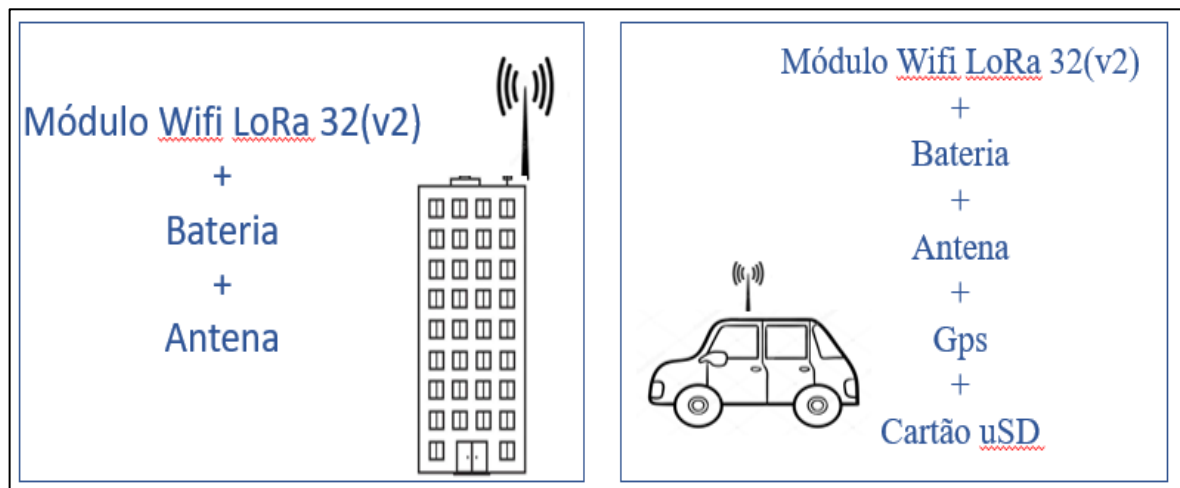 Módulo Wifi LoRa 32(v2)
+
Bateria
+
Antena
Módulo Wifi LoRa 32(v2)
+
Bateria
+
Antena
+
Gps
+
Cartão uSD